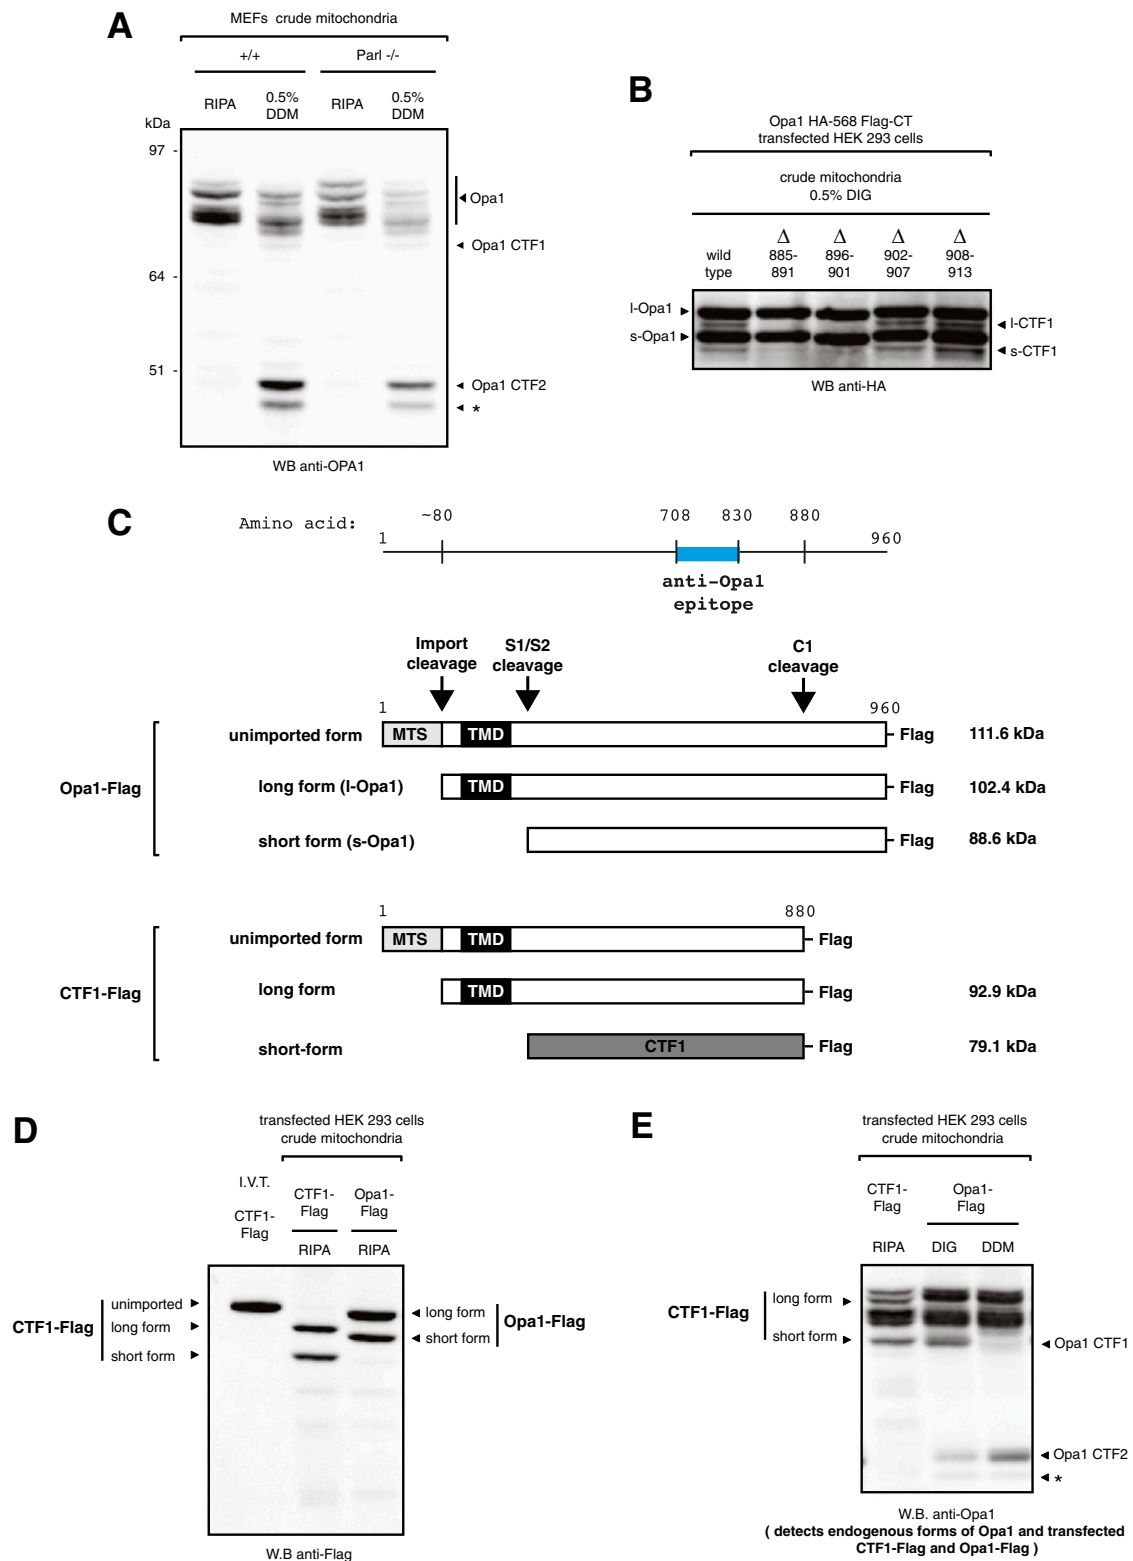 A
MEFs crude mitochondria
+/+
Parl -/-
RIPA
0.5% DDM
RIPA
0.5% DDM
kDa
97 -
64 -
51 -
Opa1
Opa1 CTF1
Opa1 CTF2
*
WB anti-OPA1
B
Opa1 HA-568 Flag-CT
transfected HEK 293 cells
crude mitochondria
0.5% DIG
wild type
Δ 885-891
Δ 896-901
Δ 902-907
Δ 908-913
l-Opa1
s-Opa1
l-CTF1
s-CTF1
WB anti-HA
C
Amino acid:
1
~80
708
830
880
960
anti-Opa1
epitope
Import cleavage
S1/S2 cleavage
C1 cleavage
1
960
Opa1-Flag
unimported form
MTS
TMD
Flag
111.6 kDa
long form (l-Opa1)
TMD
Flag
102.4 kDa
short form (s-Opa1)
Flag
88.6 kDa
1
880
CTF1-Flag
unimported form
MTS
TMD
Flag
long form
TMD
Flag
92.9 kDa
short-form
CTF1
Flag
79.1 kDa
D
transfected HEK 293 cells
crude mitochondria
I.V.T.
CTF1-Flag
CTF1-Flag
Opa1-Flag
RIPA
RIPA
CTF1-Flag
unimported
long form
short form
long form
short form
Opa1-Flag
W.B anti-Flag
E
transfected HEK 293 cells
crude mitochondria
CTF1-Flag
Opa1-Flag
RIPA
DIG
DDM
CTF1-Flag
long form
short form
Opa1 CTF1
Opa1 CTF2
*
W.B. anti-Opa1
( detects endogenous forms of Opa1 and transfected
CTF1-Flag and Opa1-Flag )